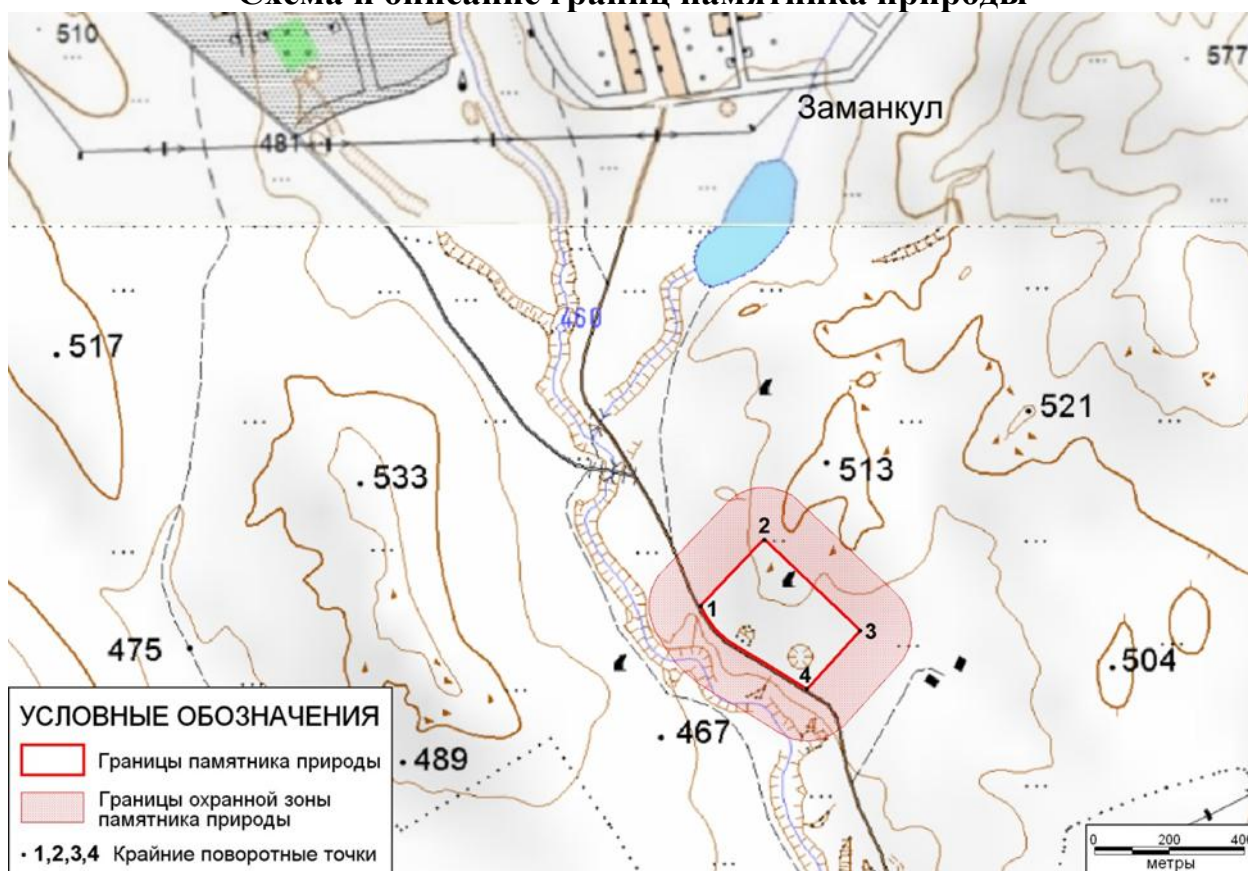 Схема и описание границ памятника природы
510
577
Заманкул
481
460
517
521
533
513
2
1
3
475
504
4
467
489
УСЛОВНЫЕ ОБОЗНАЧЕНИЯ
Границы памятника природы
Границы охранной зоны
памятника природы
· 1,2,3,4 Крайние поворотные точки
0 200 400
метры